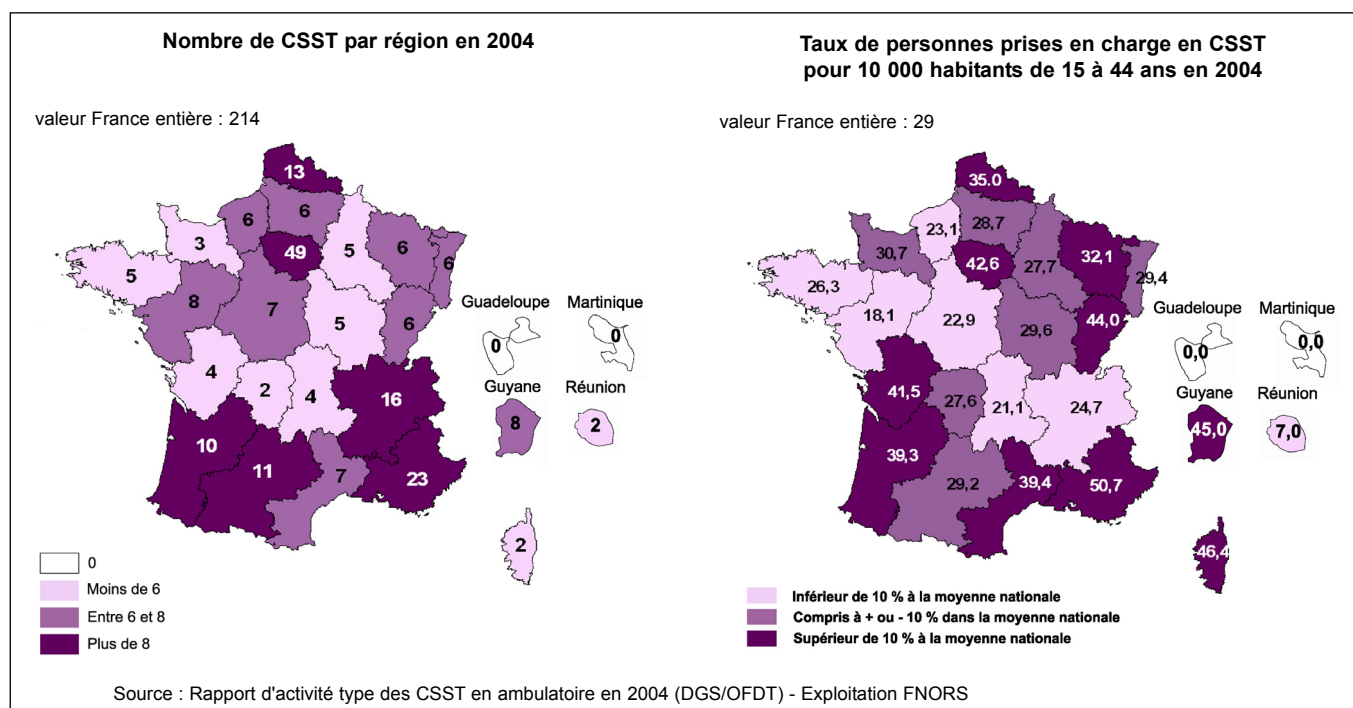 Nombre de CSST par région en 2004
valeur France entière : 214
13
6
6
3
49
5
6
6
5
8
7
5
6
4
2
4
16
10
11
7
23
2
Guadeloupe
Martinique
0
0
Guyane
Réunion
8
2
0
Moins de 6
Entre 6 et 8
Plus de 8
Taux de personnes prises en charge en CSST
pour 10 000 habitants de 15 à 44 ans en 2004
valeur France entière : 29
35.0
28,7
23,1
30,7
42,6
27,7
32,1
29,4
26,3
18,1
22,9
29,6
44,0
41,5
27,6
21,1
24,7
39,3
29,2
39,4
50,7
46,4
Guadeloupe
Martinique
0,0
0,0
Guyane
Réunion
45,0
7,0
Inférieur de 10 % à la moyenne nationale
Compris à + ou - 10 % dans la moyenne nationale
Supérieur de 10 % à la moyenne nationale
Source : Rapport d'activité type des CSST en ambulatoire en 2004 (DGS/OFDT) - Exploitation FNORS